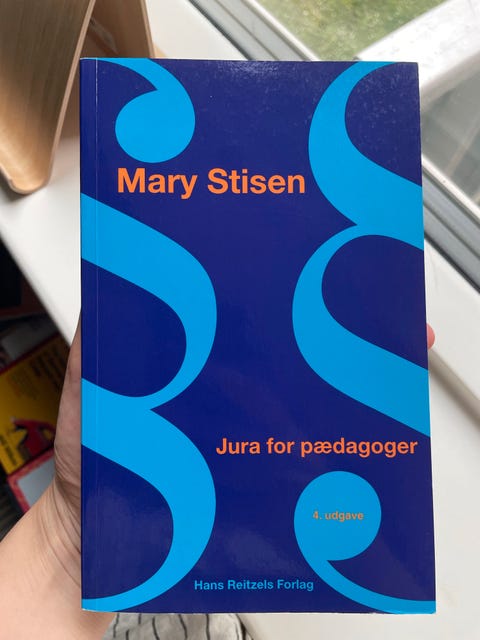 Mary Stisen
Jura for pædagoger
4. udgave
Hans Reitzels Forlag